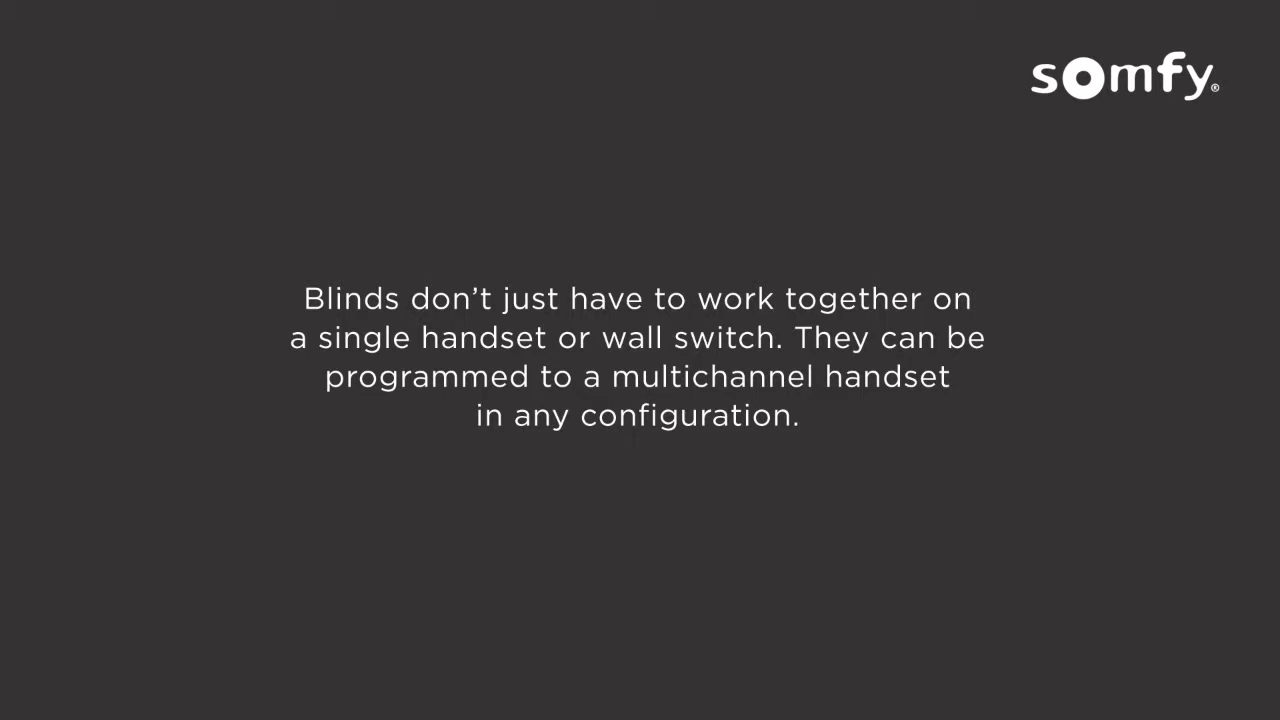 somfy®
Blinds don’t just have to work together on
a single handset or wall switch. They can be
programmed to a multichannel handset
in any configuration.